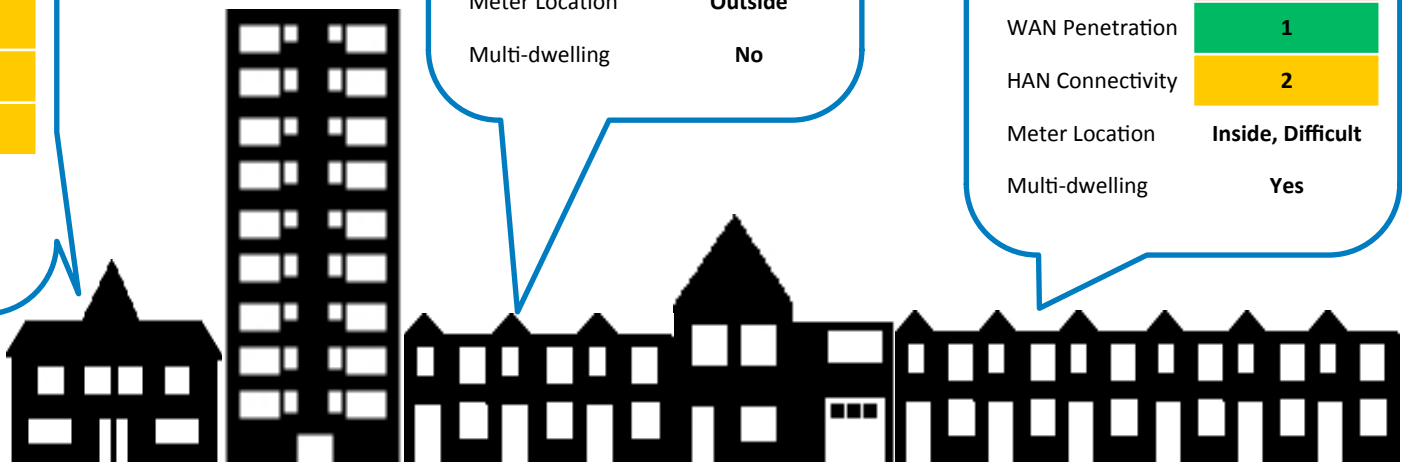 Meter Location Outside
Multi-dwelling No
WAN Penetration 1
HAN Connectivity 2
Meter Location Inside, Difficult
Multi-dwelling Yes